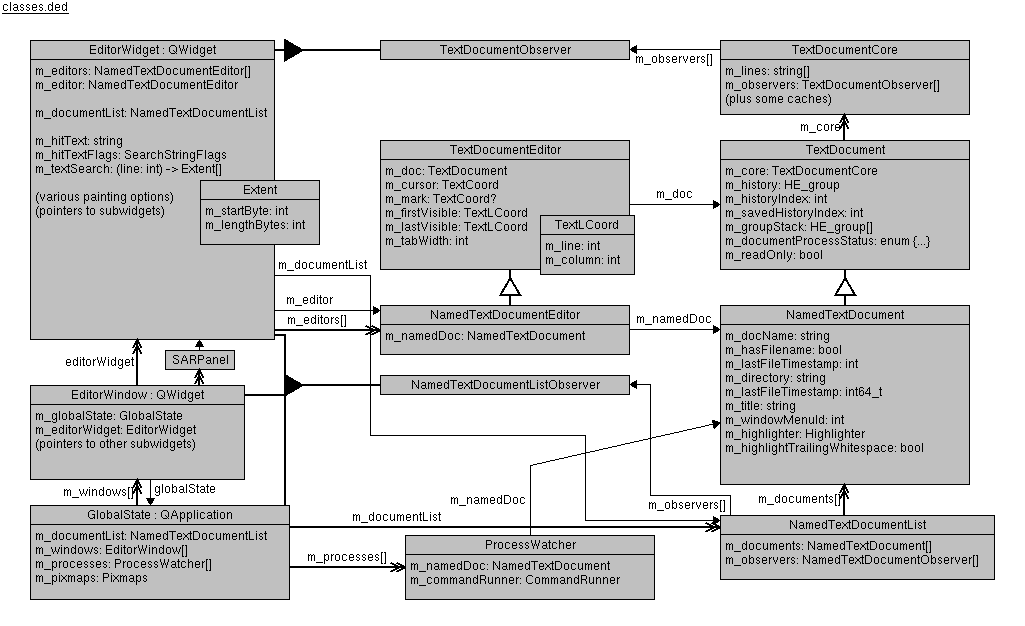 classes.ded
EditorWidget : QWidget
m_editors: NamedTextDocumentEditor[]
m_editor: NamedTextDocumentEditor
m_documentList: NamedTextDocumentList
m_hitText: string
m_hitTextFlags: SearchStringFlags
m_textSearch: (line: int) -> Extent[]
(various painting options)
(pointers to subwidgets)
Extent
m_startByte: int
m_lengthBytes: int
TextDocumentObserver
m_observers[]
TextDocumentCore
m_lines: string[]
m_observers: TextDocumentObserver[]
(plus some caches)
m_core
TextDocumentEditor
m_doc: TextDocument
m_cursor: TextCoord
m_mark: TextCoord?
m_firstVisible: TextLCoord
m_lastVisible: TextLCoord
m_tabWidth: int
TextLCoord
m_line: int
m_column: int
m_doc
TextDocument
m_core: TextDocumentCore
m_history: HE_group
m_historyIndex: int
m_savedHistoryIndex: int
m_groupStack: HE_group[]
m_documentProcessStatus: enum {...}
m_readOnly: bool
m_documentList
m_editor
m_editors[]
NamedTextDocumentEditor
m_namedDoc: NamedTextDocument
m_namedDoc
NamedTextDocument
m_docName: string
m_hasFilename: bool
m_lastFileTimestamp: int
m_directory: string
m_lastFileTimestamp: int64_t
m_title: string
m_windowMenuId: int
m_highlighter: Highlighter
m_highlightTrailingWhitespace: bool
editorWidget
SARPanel
NamedTextDocumentListObserver
EditorWindow : QWidget
m_globalState: GlobalState
m_editorWidget: EditorWidget
(pointers to other subwidgets)
m_windows[]
globalState
m_namedDoc
m_observers[]
m_documents[]
GlobalState : QApplication
m_documentList: NamedTextDocumentList
m_windows: EditorWindow[]
m_processes: ProcessWatcher[]
m_pixmaps: Pixmaps
m_documentList
m_processes[]
ProcessWatcher
m_namedDoc: NamedTextDocument
m_commandRunner: CommandRunner
NamedTextDocumentList
m_documents: NamedTextDocument[]
m_observers: NamedTextDocumentObserver[]